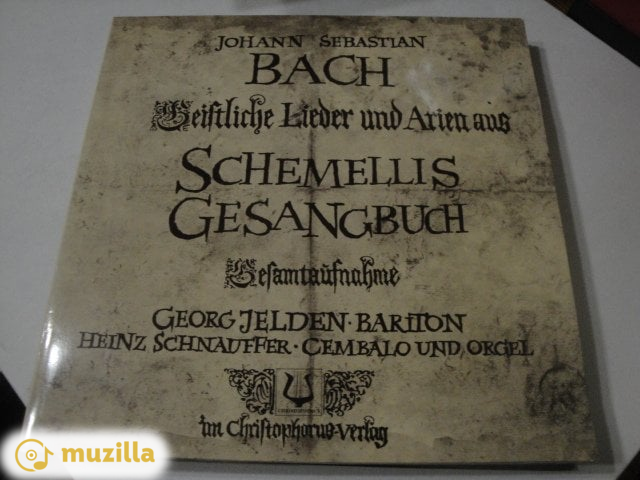 JOHANN SEBASTIAN
BACH
Geistliche Lieder und Arien aus
SCHEMELLIS
GESANGBUCH
Gesamtaufnahme
GEORG JELDEN · BARITON
HEINZ SCHNAUFFER · CEMBALO UND ORGEL
im Christophorus-verlag
muzilla